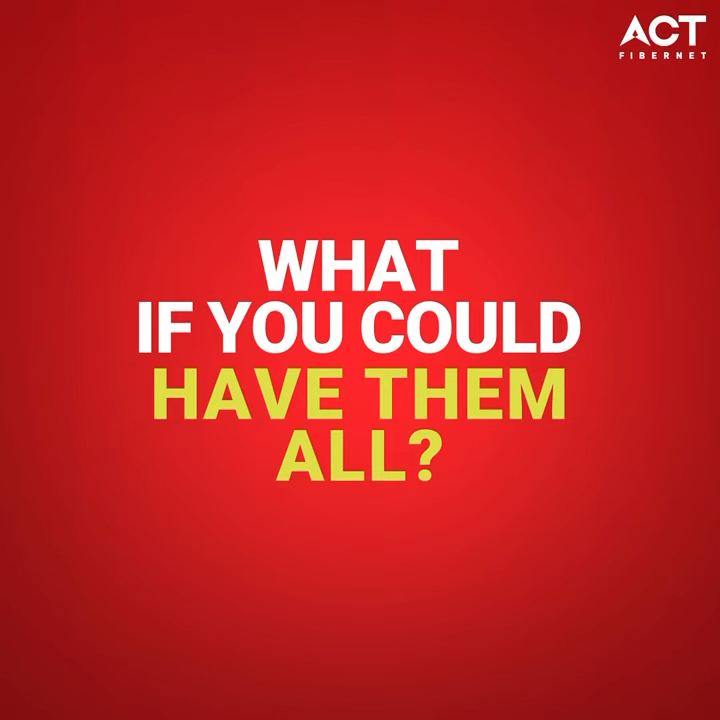 ACT
FIBERNET
WHAT
IF YOU COULD
HAVE THEM
ALL?